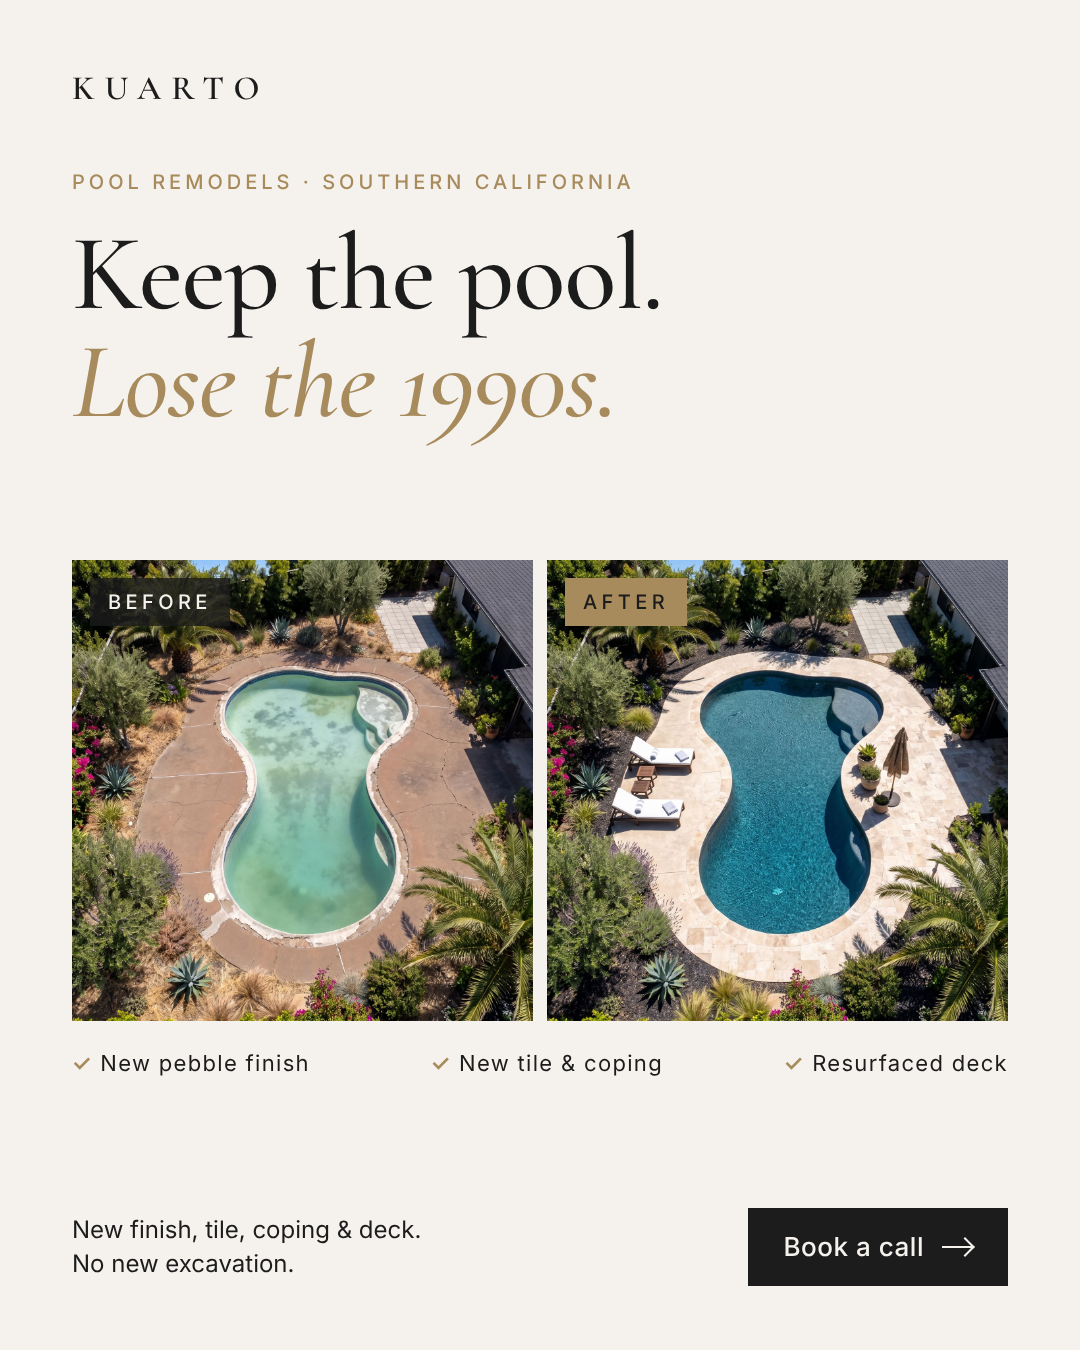 KUARTO
POOL REMODELS · SOUTHERN CALIFORNIA
Keep the pool.
Lose the 1990s.
BEFORE
AFTER
✓ New pebble finish
✓ New tile & coping
✓ Resurfaced deck
New finish, tile, coping & deck.
No new excavation.
Book a call →